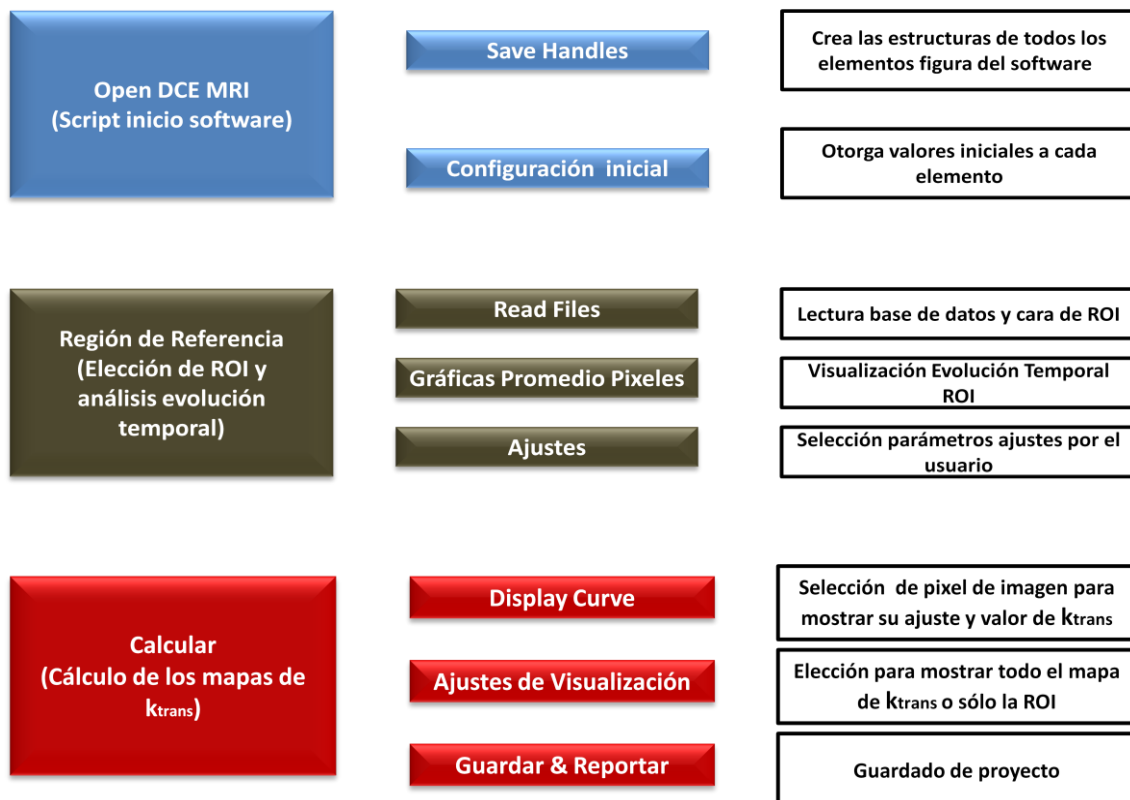 Open DCE MRI
(Script inicio software)
Save Handles
Crea las estructuras de todos los
elementos figura del software
Configuración inicial
Otorga valores iniciales a cada
elemento
Región de Referencia
(Elección de ROI y
análisis evolución
temporal)
Read Files
Lectura base de datos y cara de ROI
Gráficas Promedio Pixeles
Visualización Evolución Temporal
ROI
Ajustes
Selección parámetros ajustes por el
usuario
Calcular
(Cálculo de los mapas de
ktrans)
Display Curve
Selección de pixel de imagen para
mostrar su ajuste y valor de ktrans
Ajustes de Visualización
Elección para mostrar todo el mapa
de ktrans o sólo la ROI
Guardar & Reportar
Guardado de proyecto